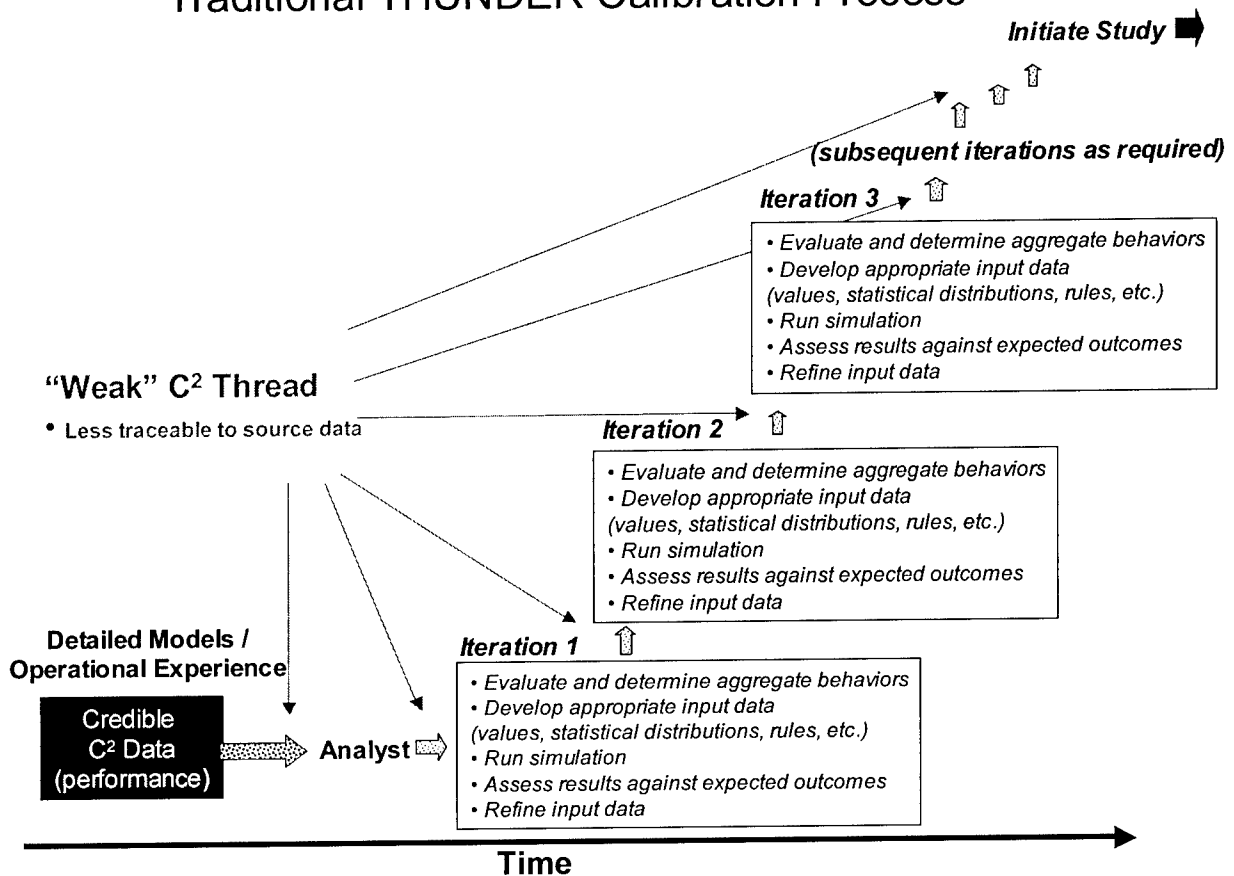 Traditional THUNDER Calibration Process
Initiate Study
(subsequent iterations as required)
Iteration 3
• Evaluate and determine aggregate behaviors
• Develop appropriate input data
(values, statistical distributions, rules, etc.)
• Run simulation
• Assess results against expected outcomes
• Refine input data
“Weak” C² Thread
• Less traceable to source data
Iteration 2
• Evaluate and determine aggregate behaviors
• Develop appropriate input data
(values, statistical distributions, rules, etc.)
• Run simulation
• Assess results against expected outcomes
• Refine input data
Detailed Models /
Operational Experience
Credible
C² Data
(performance)
Analyst
Iteration 1
• Evaluate and determine aggregate behaviors
• Develop appropriate input data
(values, statistical distributions, rules, etc.)
• Run simulation
• Assess results against expected outcomes
• Refine input data
Time